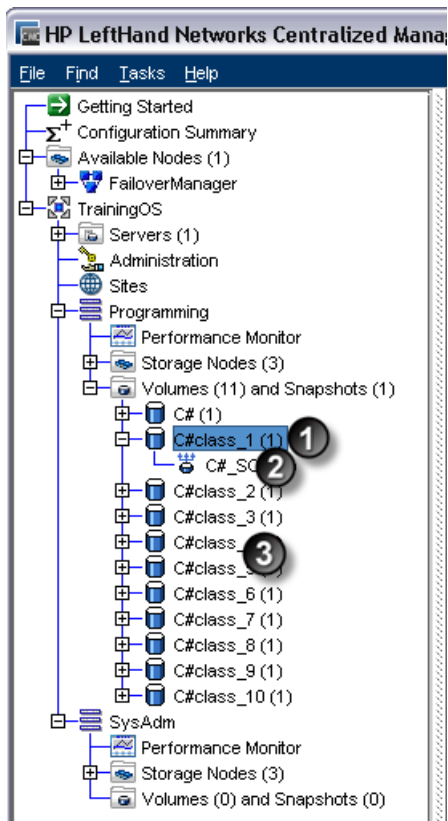 HP LeftHand Networks Centralized
File Find Tasks Help
Getting Started
Σ+ Configuration Summary
Available Nodes (1)
FailoverManager
TrainingOS
Servers (1)
Administration
Sites
Programming
Performance Monitor
Storage Nodes (3)
Volumes (11) and Snapshots (1)
C# (1)
C#class_1 (1) 1
2
C#class_2 (1)
C#class_3 (1)
C#class_ 3
(1)
C#class_6 (1)
C#class_7 (1)
C#class_8 (1)
C#class_9 (1)
C#class_10 (1)
SysAdm
Performance Monitor
Storage Nodes (3)
Volumes (0) and Snapshots (0)